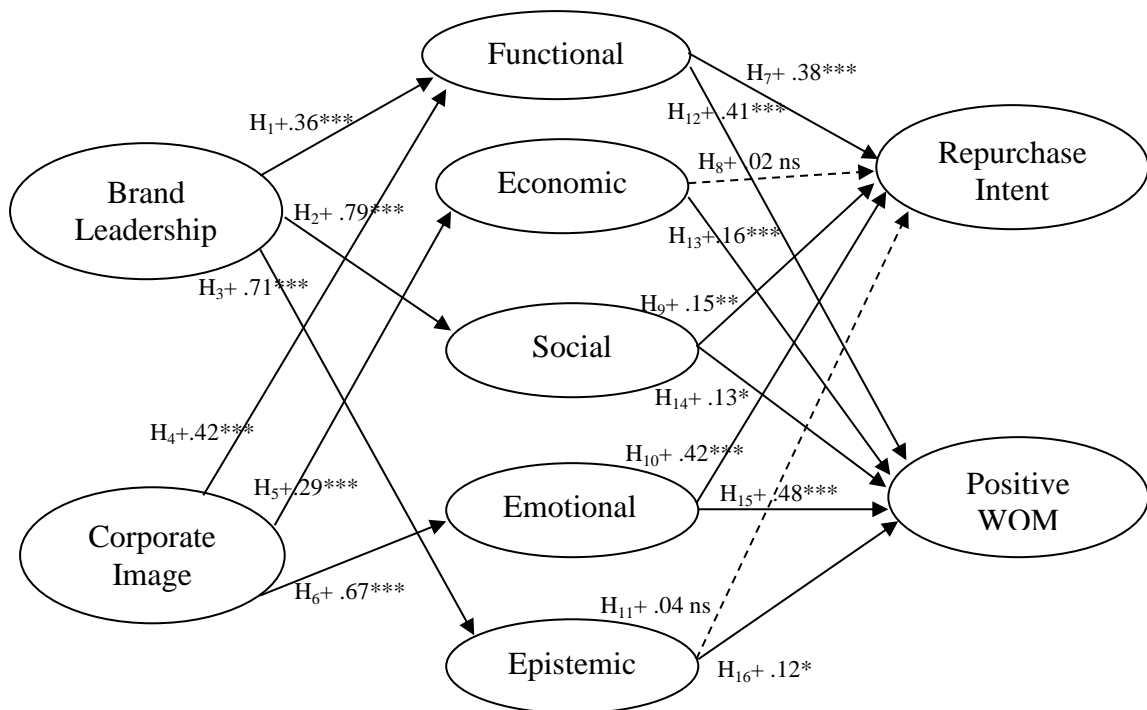 Functional
H₇+ .38***
H₁+.36***
H₁₂+ .41***
Brand
Leadership
Economic
H₈+ .02 ns
Repurchase
Intent
H₂+ .79***
H₁₃+.16***
H₃+ .71***
H₉+ .15**
Social
H₁₄+ .13*
H₄+.42***
H₁₀+ .42***
H₅+.29***
Emotional
H₁₅+ .48***
Positive
WOM
Corporate
Image
H₆+ .67***
H₁₁+ .04 ns
Epistemic
H₁₆+ .12*